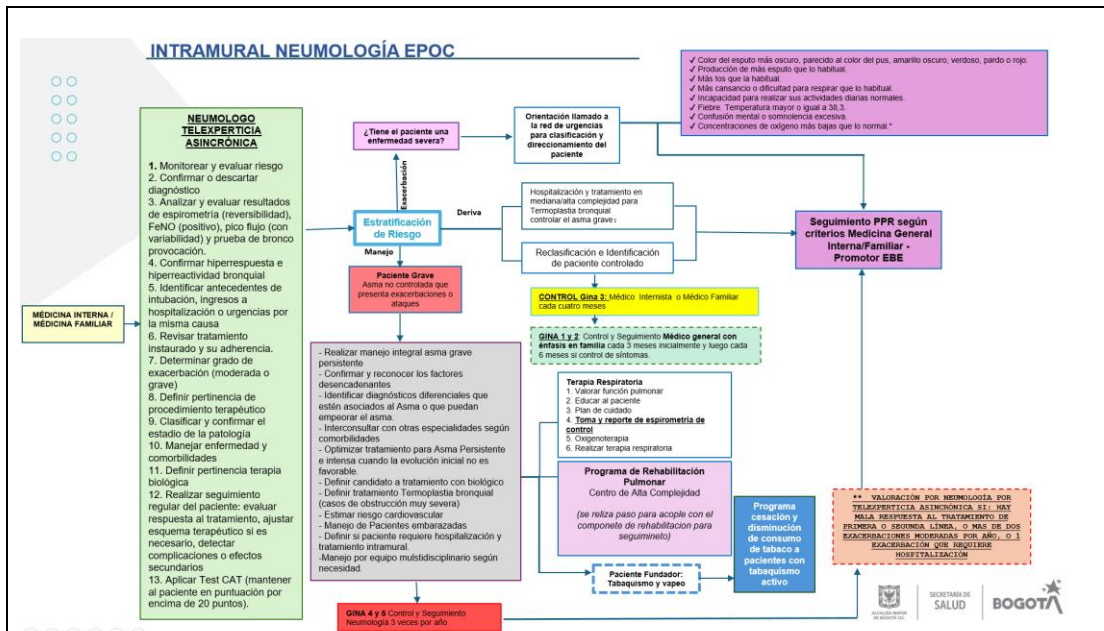 INTRAMURAL NEUMOLOGÍA EPOC
MÉDICINA INTERNA /
MÉDICINA FAMILIAR
NEUMOLOGO
TELEXPERTICIA
ASINCRÓNICA
1. Monitorear y evaluar riesgo
2. Confirmar o descartar
diagnóstico
3. Analizar y evaluar resultados
de espirometría (reversibilidad),
FeNO (positivo), pico flujo (con
variabilidad) y prueba de bronco
provocación.
4. Confirmar hiperrespuesta e
hiperreactividad bronquial
5. Identificar antecedentes de
intubación, ingresos a
hospitalización o urgencias por
la misma causa
6. Revisar tratamiento
instaurado y su adherencia.
7. Determinar grado de
exacerbación (moderada o
grave)
8. Definir pertinencia de
procedimiento terapéutico
9. Clasificar y confirmar el
estadio de la patología
10. Manejar enfermedad y
comorbilidades
11. Definir pertinencia terapia
biológica
12. Realizar seguimiento
regular del paciente: evaluar
respuesta al tratamiento, ajustar
esquema terapéutico si es
necesario, detectar
complicaciones o efectos
secundarios
13. Aplicar Test CAT (mantener
al paciente en puntuación por
encima de 20 puntos).
Estratificación
de Riesgo
Exacerbación
Deriva
Manejo
¿Tiene el paciente una
enfermedad severa?
Orientación llamado a
la red de urgencias
para clasificación y
direccionamiento del
paciente
✓ Color del esputo más oscuro, parecido al color del pus, amarillo oscuro, verdoso, pardo o rojo.
✓ Producción de más esputo que lo habitual.
✓ Más tos que la habitual.
✓ Más cansancio o dificultad para respirar que lo habitual.
✓ Incapacidad para realizar sus actividades diarias normales.
✓ Fiebre. Temperatura mayor o igual a 38,3.
✓ Confusión mental o somnolencia excesiva.
✓ Concentraciones de oxígeno más bajas que lo normal.*
Hospitalización y tratamiento en
mediana/alta complejidad para
Termoplastia bronquial
controlar el asma grave
Reclasificación e Identificación
de paciente controlado
Seguimiento PPR según
criterios Medicina General
Interna/Familiar -
Promotor EBE
CONTROL Gina 3: Médico Internista o Médico Familiar
cada cuatro meses
GINA 1 y 2: Control y Seguimiento Médico general con
énfasis en familia cada 3 meses inicialmente y luego cada
6 meses si control de síntomas.
Paciente Grave
Asma no controlada que
presenta exacerbaciones o
ataques
- Realizar manejo integral asma grave
persistente
- Confirmar y reconocer los factores
desencadenantes
- Identificar diagnósticos diferenciales que
estén asociados al Asma o que puedan
empeorar el asma.
- Interconsultar con otras especialidades según
comorbilidades
- Optimizar tratamiento para Asma Persistente
e intensa cuando la evolución inicial no es
favorable.
- Definir candidato a tratamiento con biológico
- Definir tratamiento Termoplastia bronquial
(casos de obstrucción muy severa)
- Estimar riesgo cardiovascular
- Manejo de Pacientes embarazadas
- Definir si paciente requiere hospitalización y
tratamiento intramural.
- Manejo por equipo multistidisciplinario según
necesidad.
GINA 4 y 5 Control y Seguimiento
Neumología 3 veces por año
Terapia Respiratoria
1. Valorar función pulmonar
2. Educar al paciente
3. Plan de cuidado
4. Toma y reporte de espirometría de
control
5. Oxigenoterapia
6. Realizar terapia respiratoria
Programa de Rehabilitación
Pulmonar
Centro de Alta Complejidad
(se reliza paso para acople con el
componete de rehabilitacion para
seguimineto)
Paciente Fundador:
Tabaquismo y vapeo
Programa
cesación y
disminución
de consumo
de tabaco a
pacientes con
tabaquismo
activo
** VALORACIÓN POR NEUMOLOGÍA POR
TELEXPERTICIA ASINCRÓNICA SI: HAY
MALA RESPUESTA AL TRATAMIENTO DE
PRIMERA O SEGUNDA LÍNEA, O MAS DE DOS
EXACERBACIONES MODERADAS POR AÑO, O 1
EXACERBACIÓN QUE REQUIERE
HOSPITALIZACIÓN
ALCALDÍA MAYOR
DE BOGOTÁ D.C.
SECRETARÍA DE
SALUD
BOGOTÁ